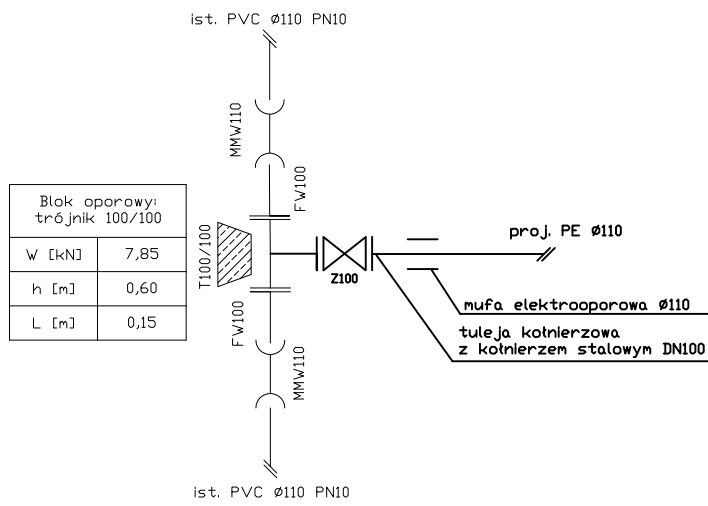 ist. PVC Ø110 PN10
MMW110
FW100
Blok oporowy:
trójnik 100/100
W [kN] 7,85
h [m] 0,60
L [m] 0,15
T100/100
Z100
proj. PE Ø110
mufa elektrooporowa Ø110
tuleja kołnierzowa
z kołnierzem stalowym DN100
FW100
MMW110
ist. PVC Ø110 PN10